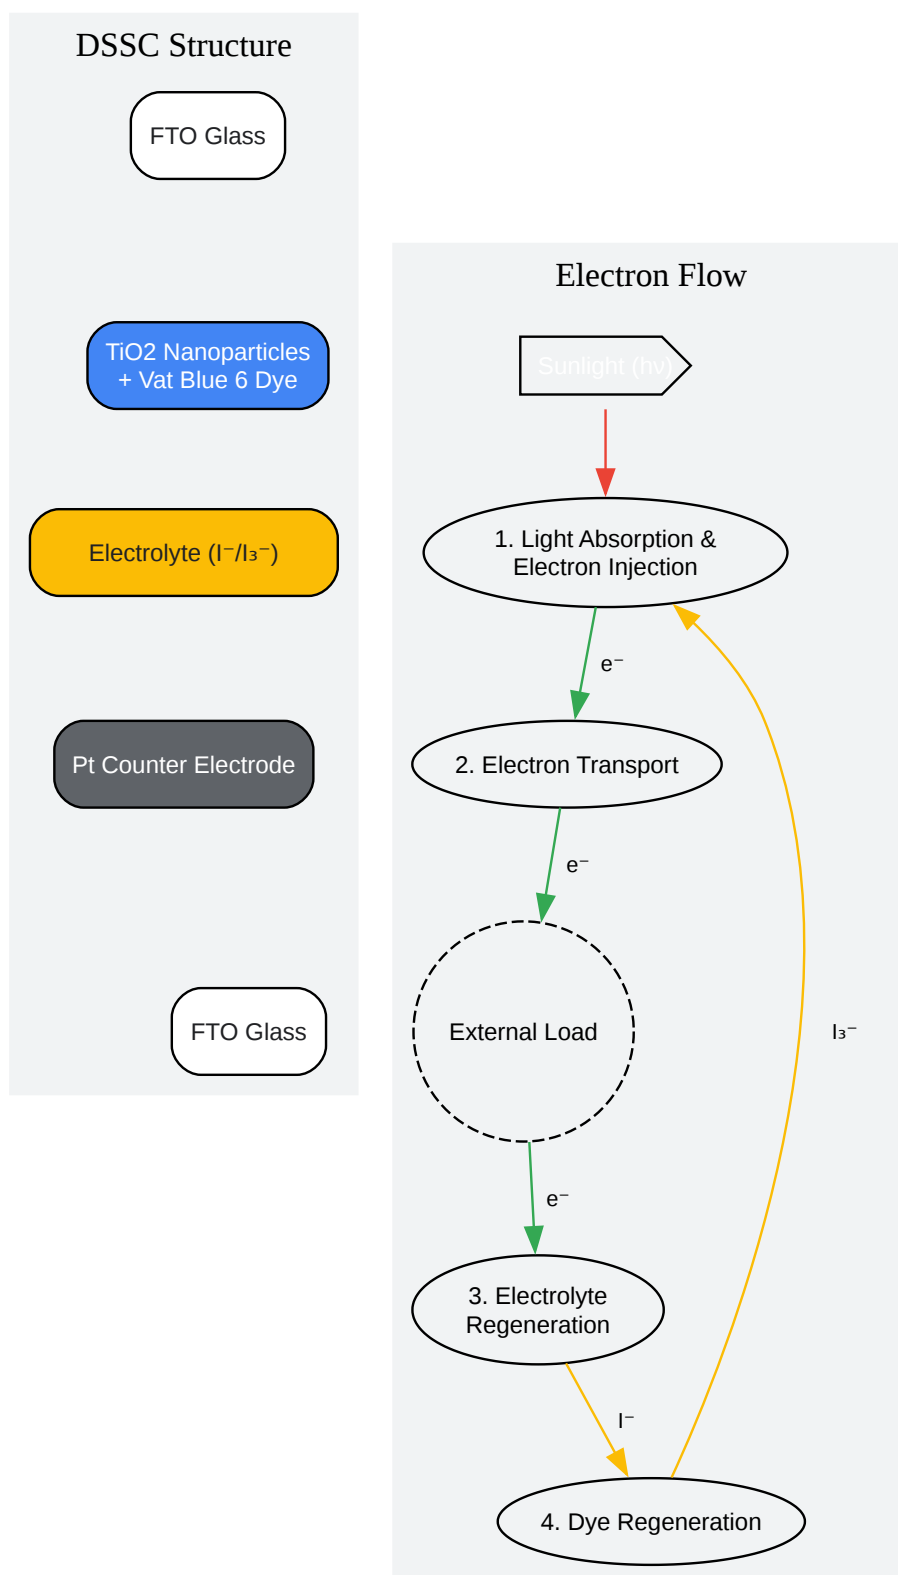 DSSC Structure
FTO Glass
TiO2 Nanoparticles
+ Vat Blue 6 Dye
Electrolyte (I⁻/I₃⁻)
Pt Counter Electrode
FTO Glass
Electron Flow
Sunlight (hν)
1. Light Absorption &
Electron Injection
e⁻
2. Electron Transport
e⁻
External Load
I₃⁻
e⁻
3. Electrolyte
Regeneration
I⁻
4. Dye Regeneration